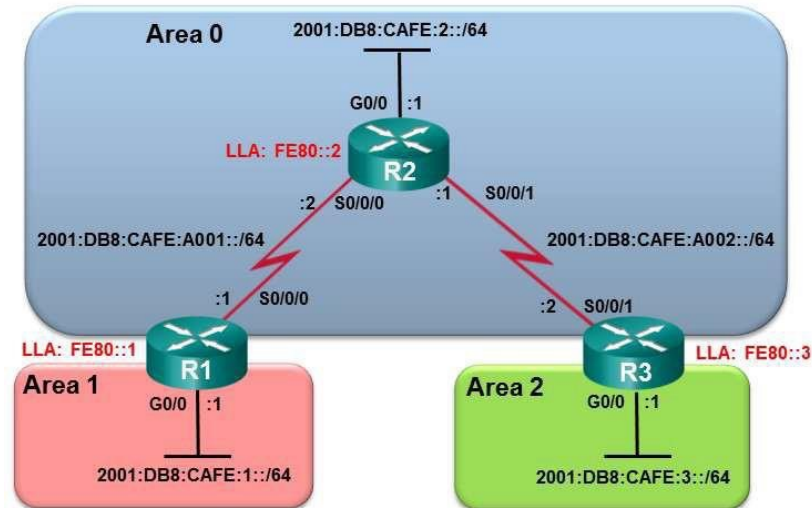 Area 0
2001:DB8:CAFE:2::/64
G0/0 :1
LLA: FE80::2
R2
:2 S0/0/0
:1 S0/0/1
2001:DB8:CAFE:A001::/64
2001:DB8:CAFE:A002::/64
:1 S0/0/0
:2 S0/0/1
LLA: FE80::1
R1
R3
LLA: FE80::3
Area 1
G0/0 :1
2001:DB8:CAFE:1::/64
Area 2
G0/0 :1
2001:DB8:CAFE:3::/64